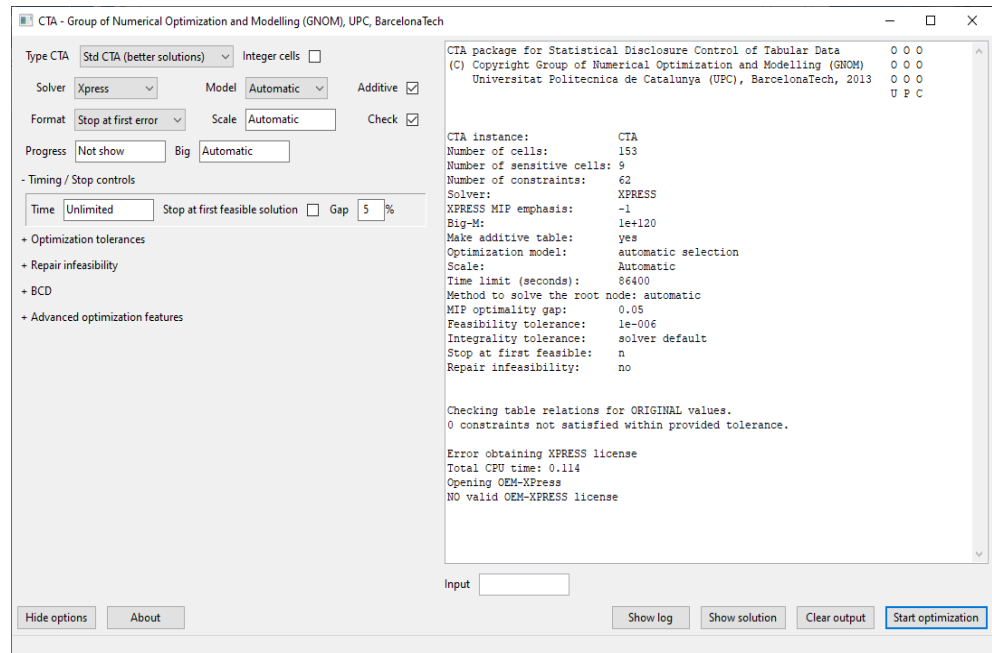 CTA - Group of Numerical Optimization and Modelling (GNOM), UPC, BarcelonaTech
Type CTA Std CTA (better solutions) Integer cells
Solver Xpress Model Automatic Additive
Format Stop at first error Scale Automatic Check
Progress Not show Big Automatic
- Timing / Stop controls
Time Unlimited Stop at first feasible solution Gap 5 %
+ Optimization tolerances
+ Repair infeasibility
+ BCD
+ Advanced optimization features
CTA package for Statistical Disclosure Control of Tabular Data O O O
(C) Copyright Group of Numerical Optimization and Modelling (GNOM) O O O
Universitat Politecnica de Catalunya (UPC), BarcelonaTech, 2013 O O O
U P C
CTA instance: CTA
Number of cells: 153
Number of sensitive cells: 9
Number of constraints: 62
Solver: XPRESS
XPRESS MIP emphasis: -1
Big-M: 1e+120
Make additive table: yes
Optimization model: automatic selection
Scale: Automatic
Time limit (seconds): 86400
Method to solve the root node: automatic
MIP optimality gap: 0.05
Feasibility tolerance: 1e-006
Integrality tolerance: solver default
Stop at first feasible: n
Repair infeasibility: no
Checking table relations for ORIGINAL values.
0 constraints not satisfied within provided tolerance.
Error obtaining XPRESS license
Total CPU time: 0.114
Opening OEM-XPress
NO valid OEM-XPRESS license
Input
Hide options About Show log Show solution Clear output Start optimization